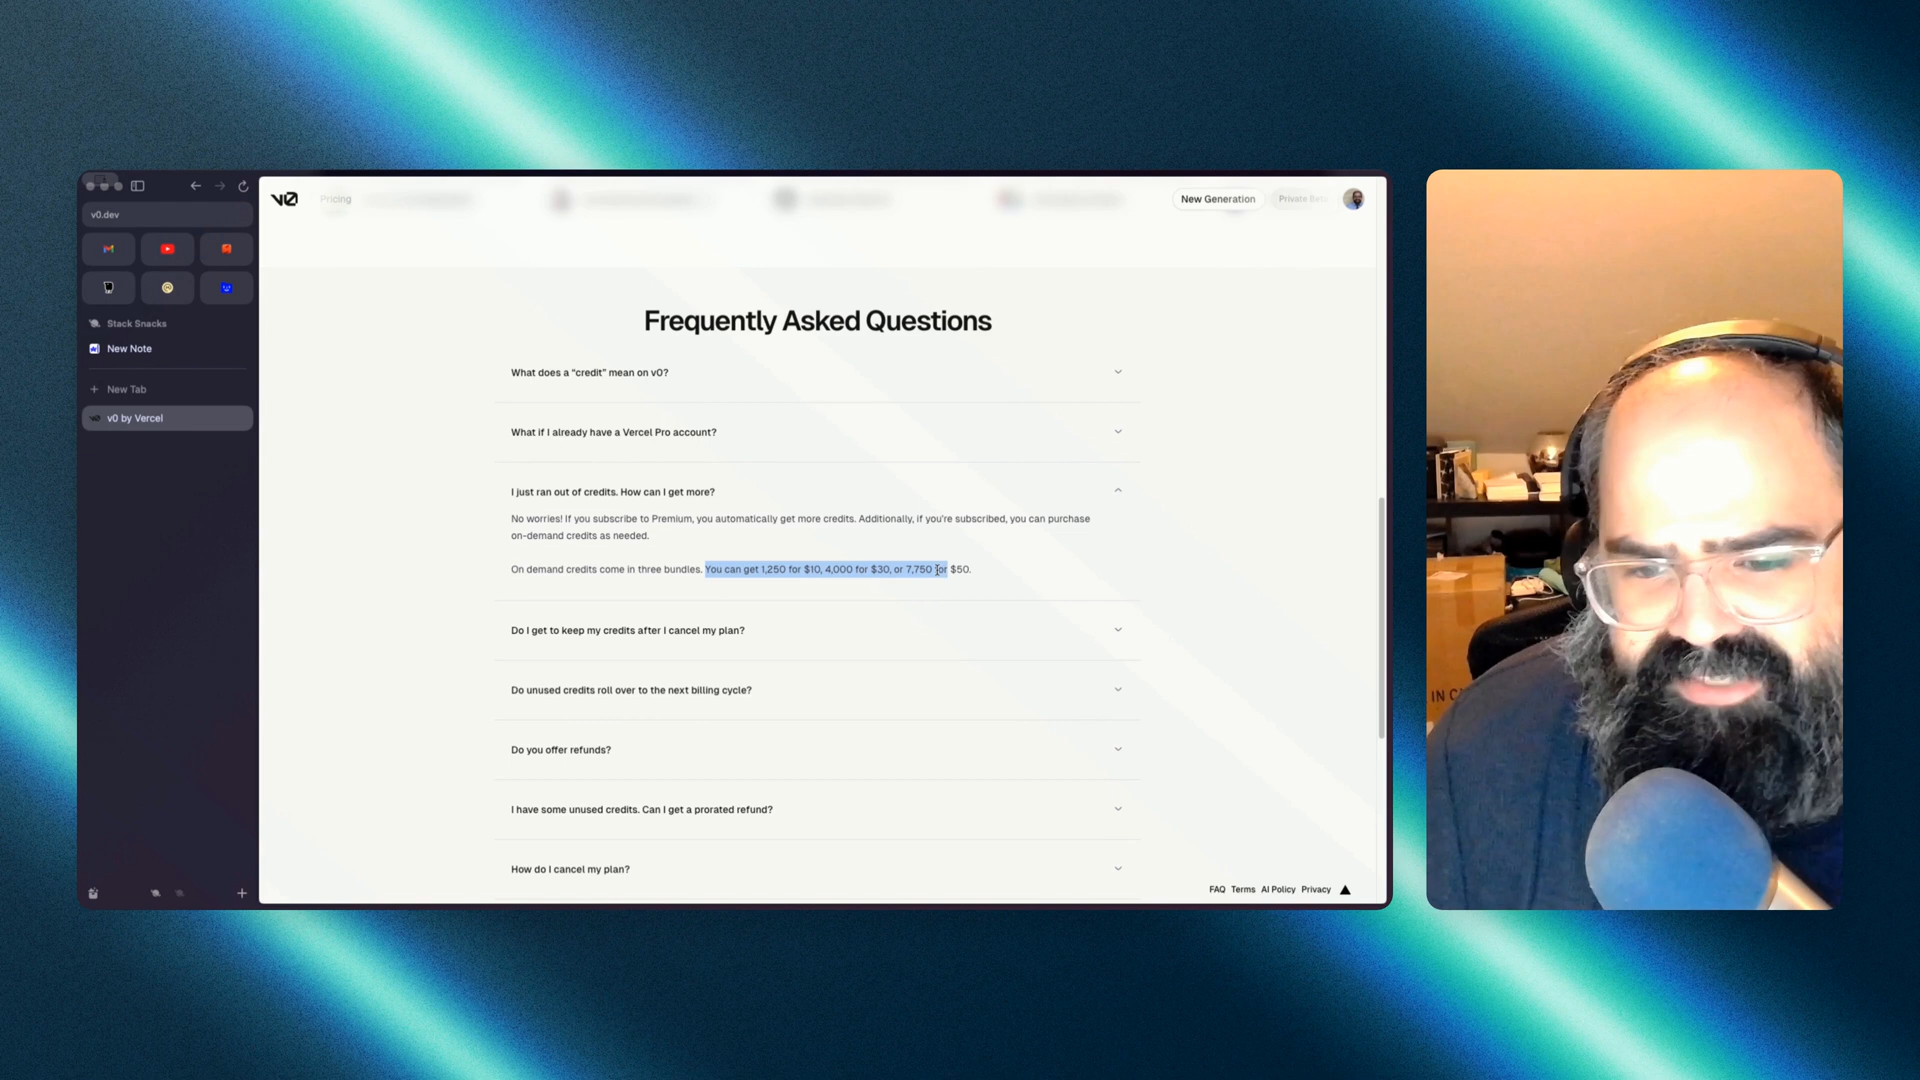 v0
Pricing
New Generation
Private Beta
v0.dev
Stack Snacks
New Note
New Tab
v0 by Vercel
Frequently Asked Questions
What does a “credit” mean on v0?
What if I already have a Vercel Pro account?
I just ran out of credits. How can I get more?
No worries! If you subscribe to Premium, you automatically get more credits. Additionally, if you're subscribed, you can purchase
on-demand credits as needed.
On demand credits come in three bundles. You can get 1,250 for $10, 4,000 for $30, or 7,750 for $50.
Do I get to keep my credits after I cancel my plan?
Do unused credits roll over to the next billing cycle?
Do you offer refunds?
I have some unused credits. Can I get a prorated refund?
How do I cancel my plan?
FAQ Terms AI Policy Privacy
IN C